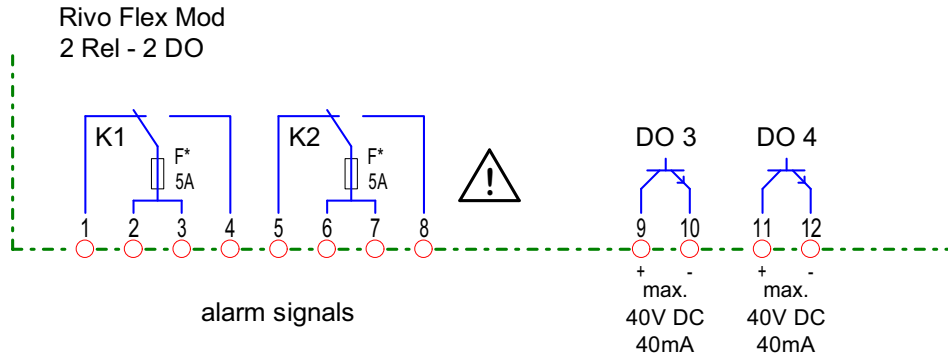 Rivo Flex Mod
2 Rel - 2 DO
K1
F*
5A
K2
F*
5A
!
DO 3
DO 4
1 2 3 4 5 6 7 8 9 10 11 12
+ - + -
alarm signals
max.
40V DC
40mA
max.
40V DC
40mA